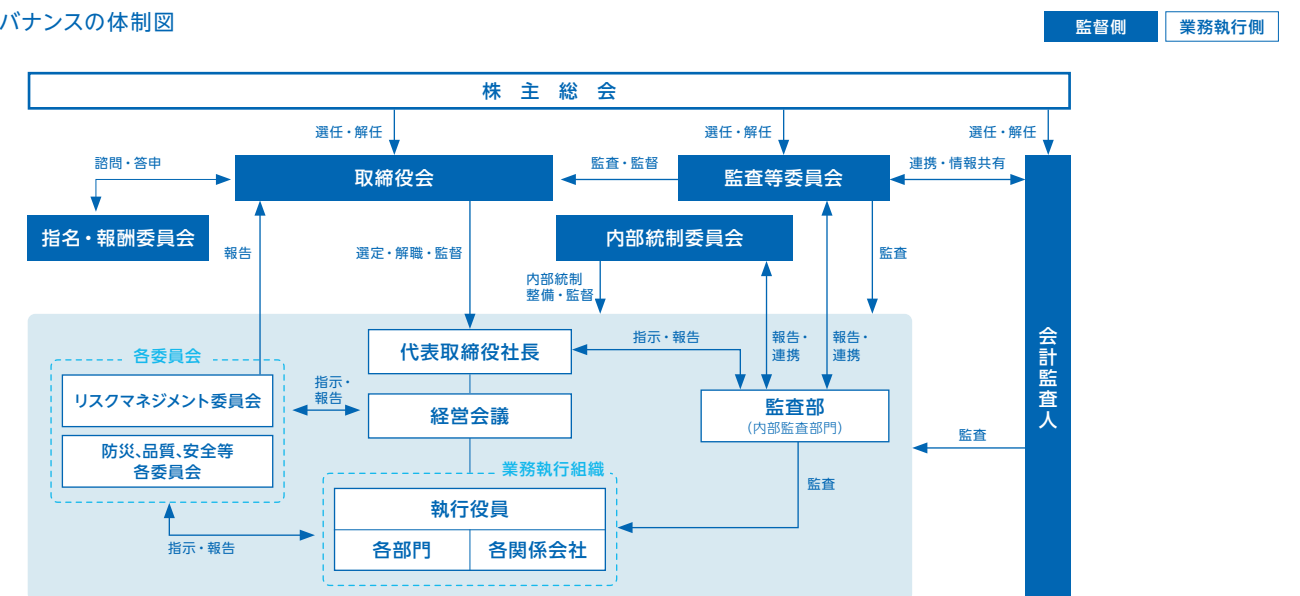 バナンスの体制図
監督側
業務執行側
株主総会
選任・解任
選任・解任
選任・解任
諮問・答申
取締役会
監査・監督
監査等委員会
連携・情報共有
指名・報酬委員会
報告
選定・解職・監督
内部統制委員会
監査
内部統制
整備・監督
会計監査人
各委員会
代表取締役社長
指示・報告
報告・
連携
報告・
連携
リスクマネジメント委員会
指示・
報告
経営会議
監査部
(内部監査部門)
監査
防災、品質、安全等
各委員会
業務執行組織
監査
執行役員
各部門
各関係会社
指示・報告